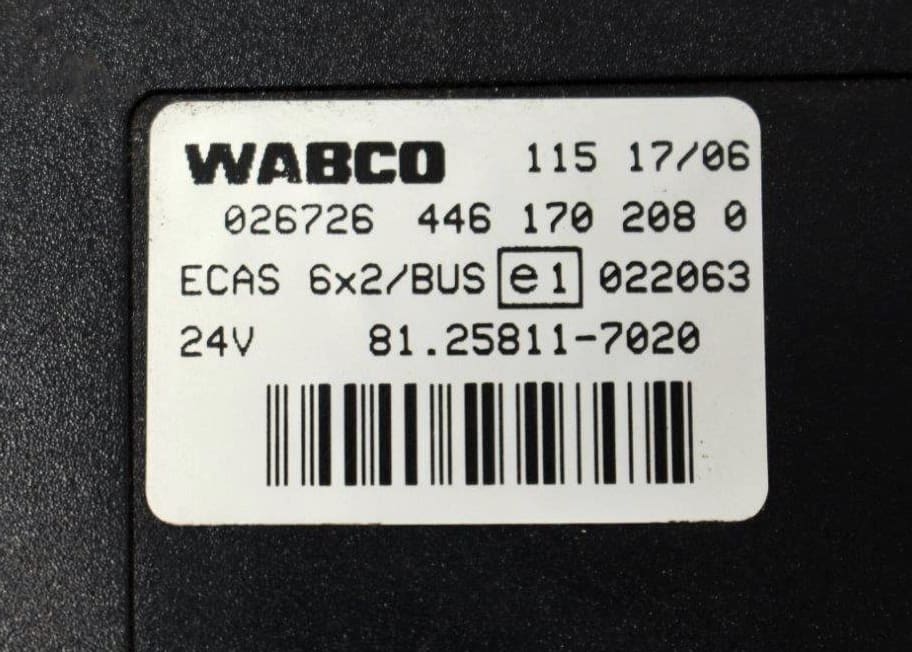 WABCO 115 17/06
026726 446 170 208 0
ECAS 6x2/BUS e1 022063
24V 81.25811-7020